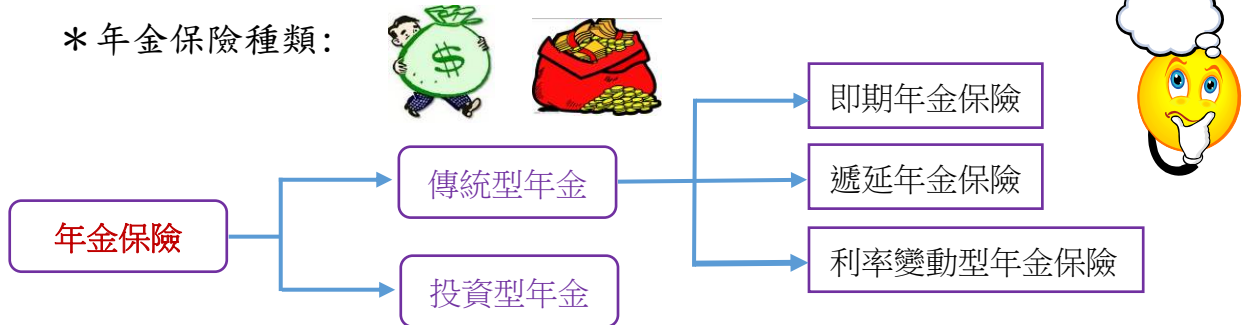 ＊年金保險種類:
$
年金保險
傳統型年金
投資型年金
即期年金保險
遞延年金保險
利率變動型年金保險